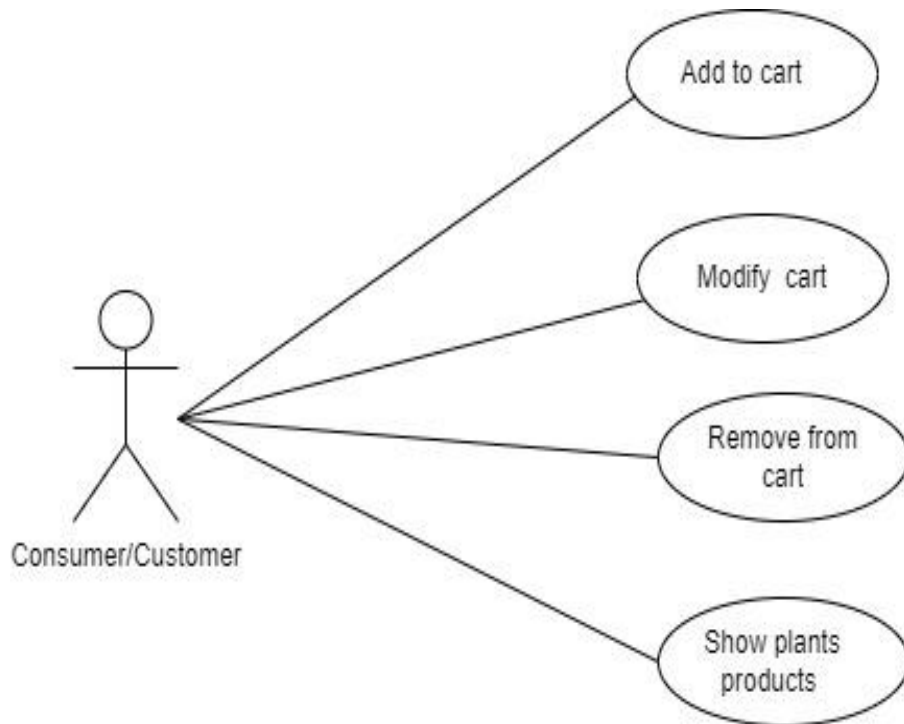 Add to cart
Modify cart
Remove from
cart
Consumer/Customer
Show plants
products